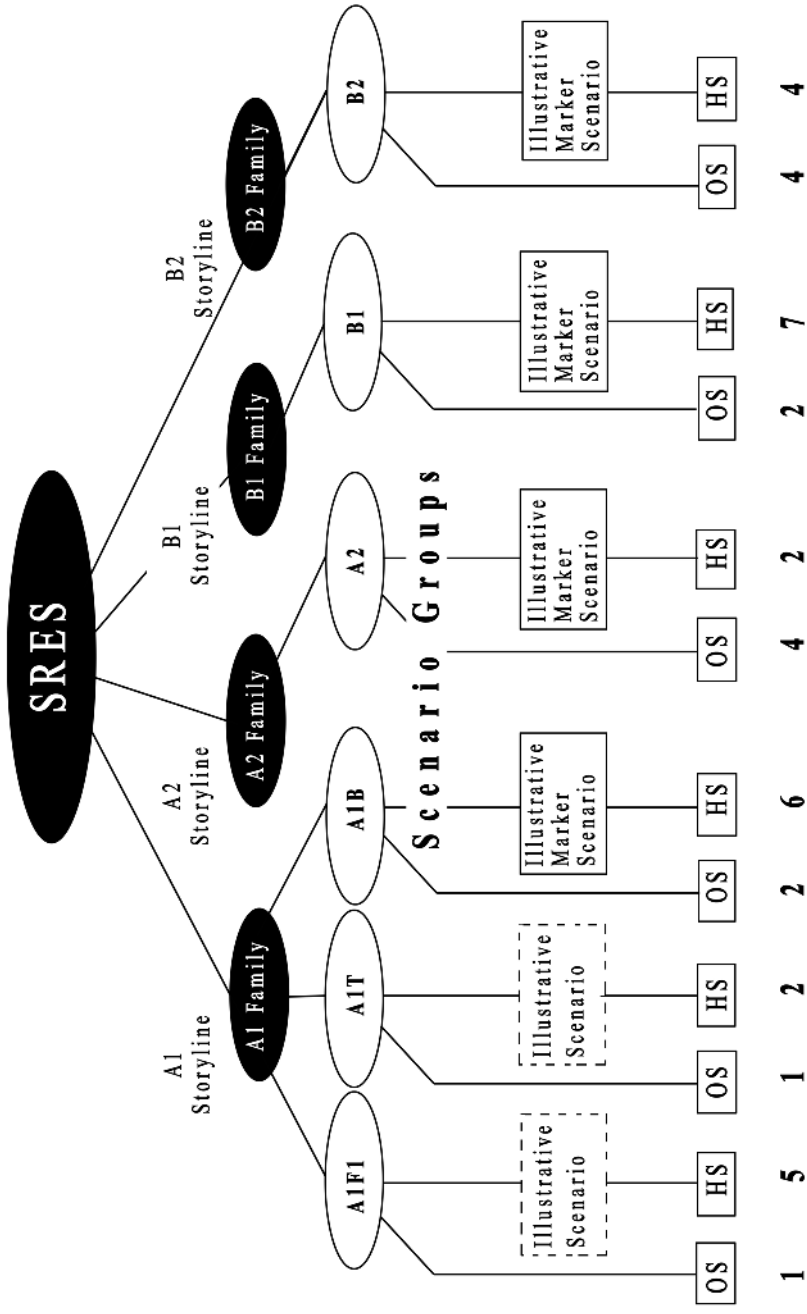 SRES
A1
Storyline
A2
Storyline
B1
Storyline
B2
Storyline
A1 Family
A2 Family
B1 Family
B2 Family
A1F1
A1T
A1B
A2
B1
B2
Scenario Groups
Illustrative
Scenario
Illustrative
Scenario
Illustrative
Marker
Scenario
Illustrative
Marker
Scenario
Illustrative
Marker
Scenario
Illustrative
Marker
Scenario
OS
HS
OS
HS
OS
HS
OS
HS
OS
HS
OS
HS
1
5
1
2
2
6
4
2
2
7
4
4